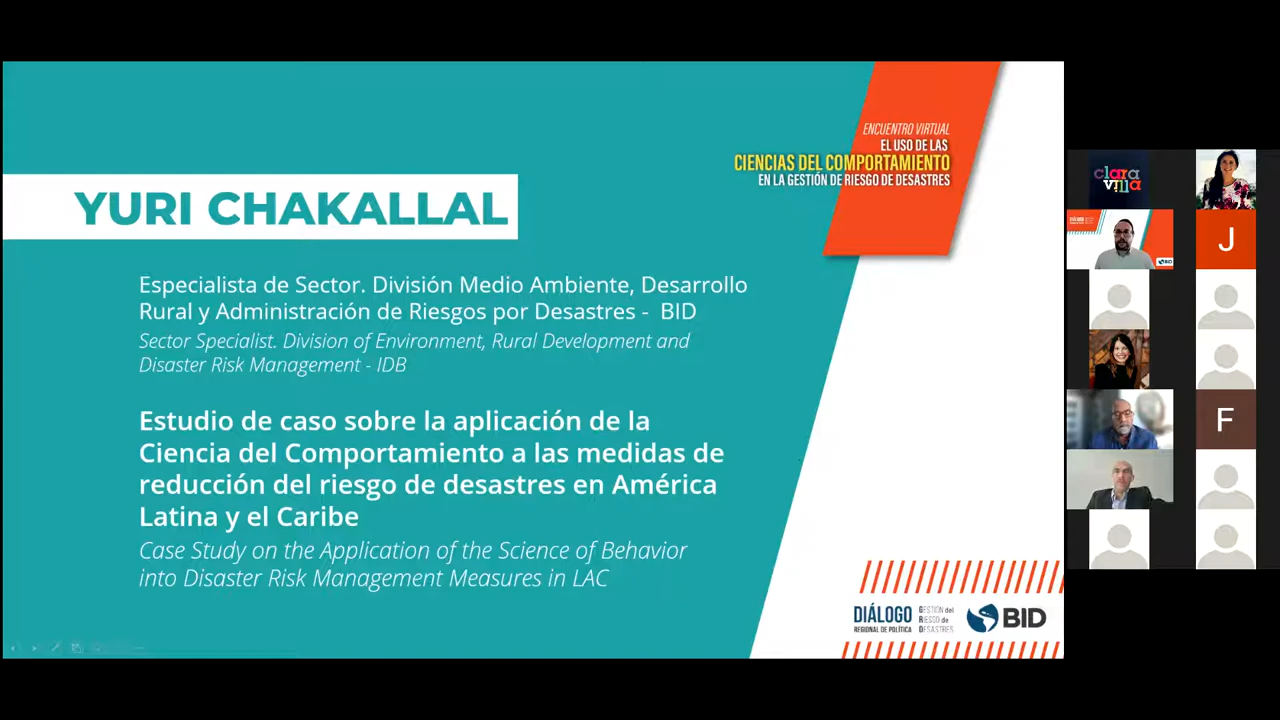 ENCUENTRO VIRTUAL
EL USO DE LAS
CIENCIAS DEL COMPORTAMIENTO
EN LA GESTIÓN DE RIESGO DE DESASTRES
YURI CHAKALLAL
Especialista de Sector. División Medio Ambiente, Desarrollo
Rural y Administración de Riesgos por Desastres - BID
Sector Specialist. Division of Environment, Rural Development and
Disaster Risk Management - IDB
Estudio de caso sobre la aplicación de la
Ciencia del Comportamiento a las medidas de
reducción del riesgo de desastres en América
Latina y el Caribe
Case Study on the Application of the Science of Behavior
into Disaster Risk Management Measures in LAC
DIÁLOGO
REGIONAL DE POLÍTICA
GESTIÓN del
RIESGO de
DESASTRES
BID
clara
villa
J
DIÁLOGO
BID
F